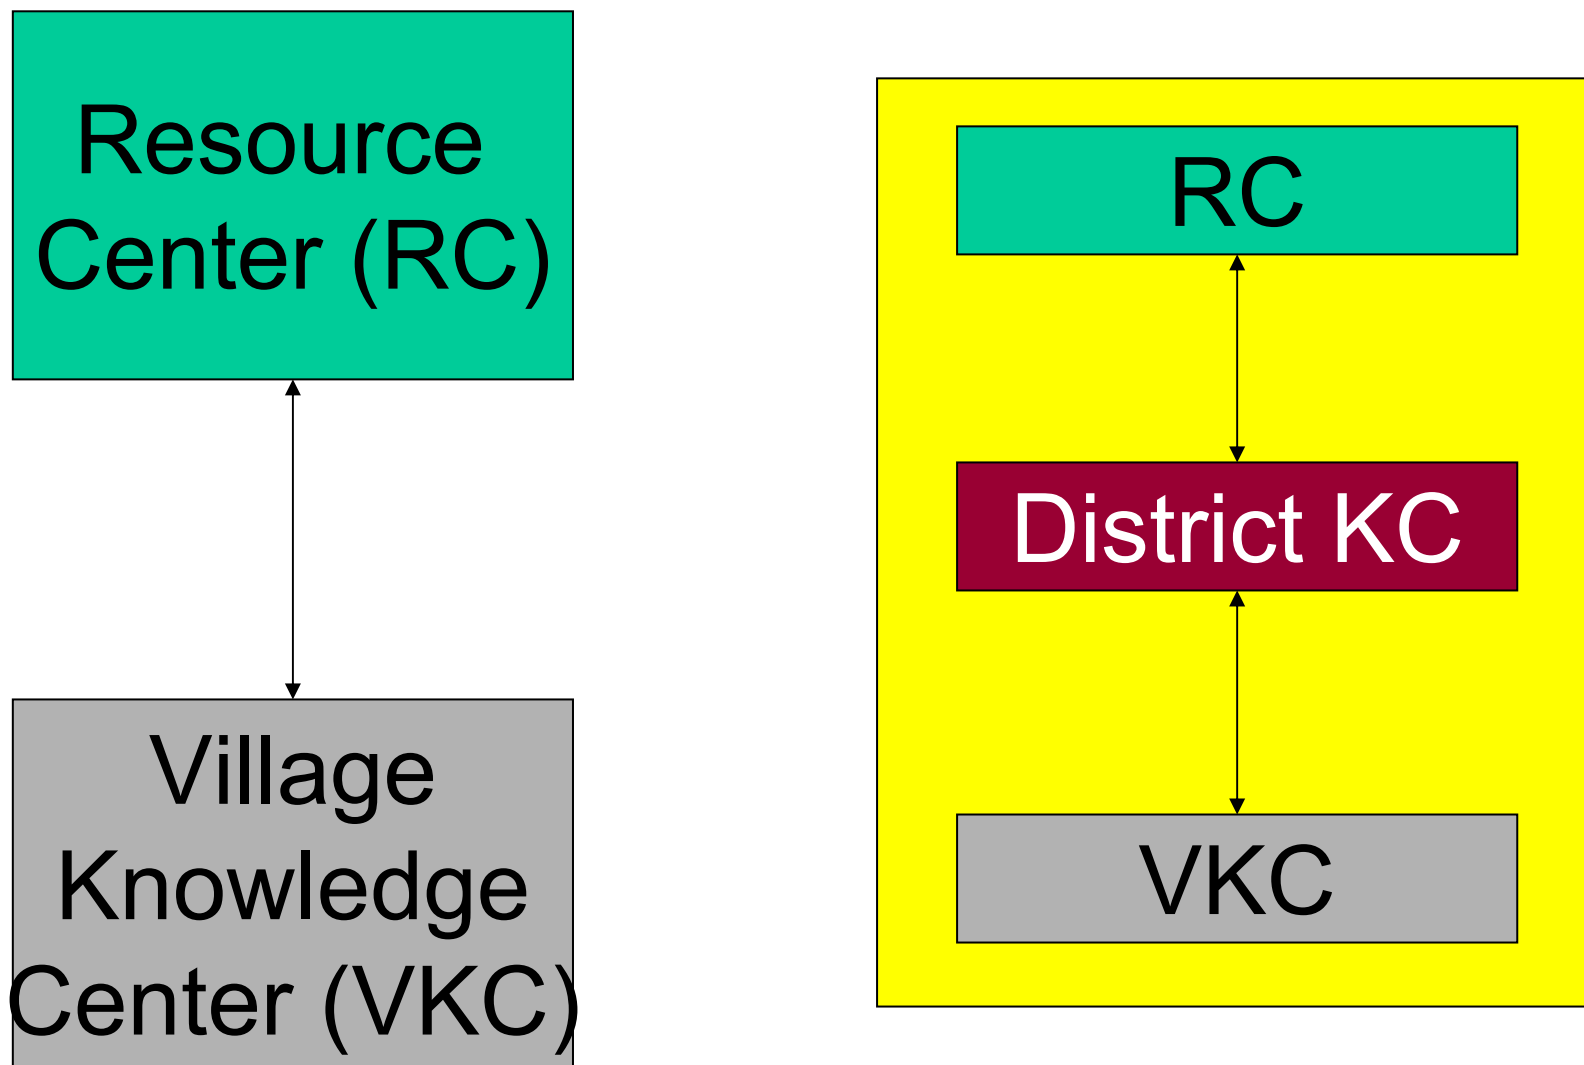 Resource
Center (RC)
Village
Knowledge
Center (VKC)
RC
District KC
VKC